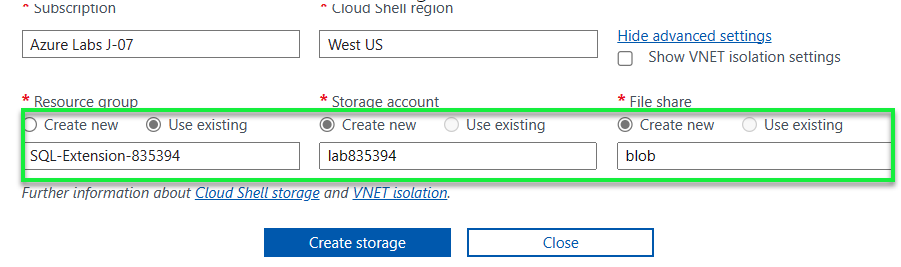 * Subscription
* Cloud Shell region
Azure Labs J-07
West US
Hide advanced settings
Show VNET isolation settings
* Resource group
* Storage account
* File share
Create new
Use existing
Create new
Use existing
Create new
Use existing
SQL-Extension-835394
lab835394
blob
Further information about Cloud Shell storage and VNET isolation.
Create storage
Close